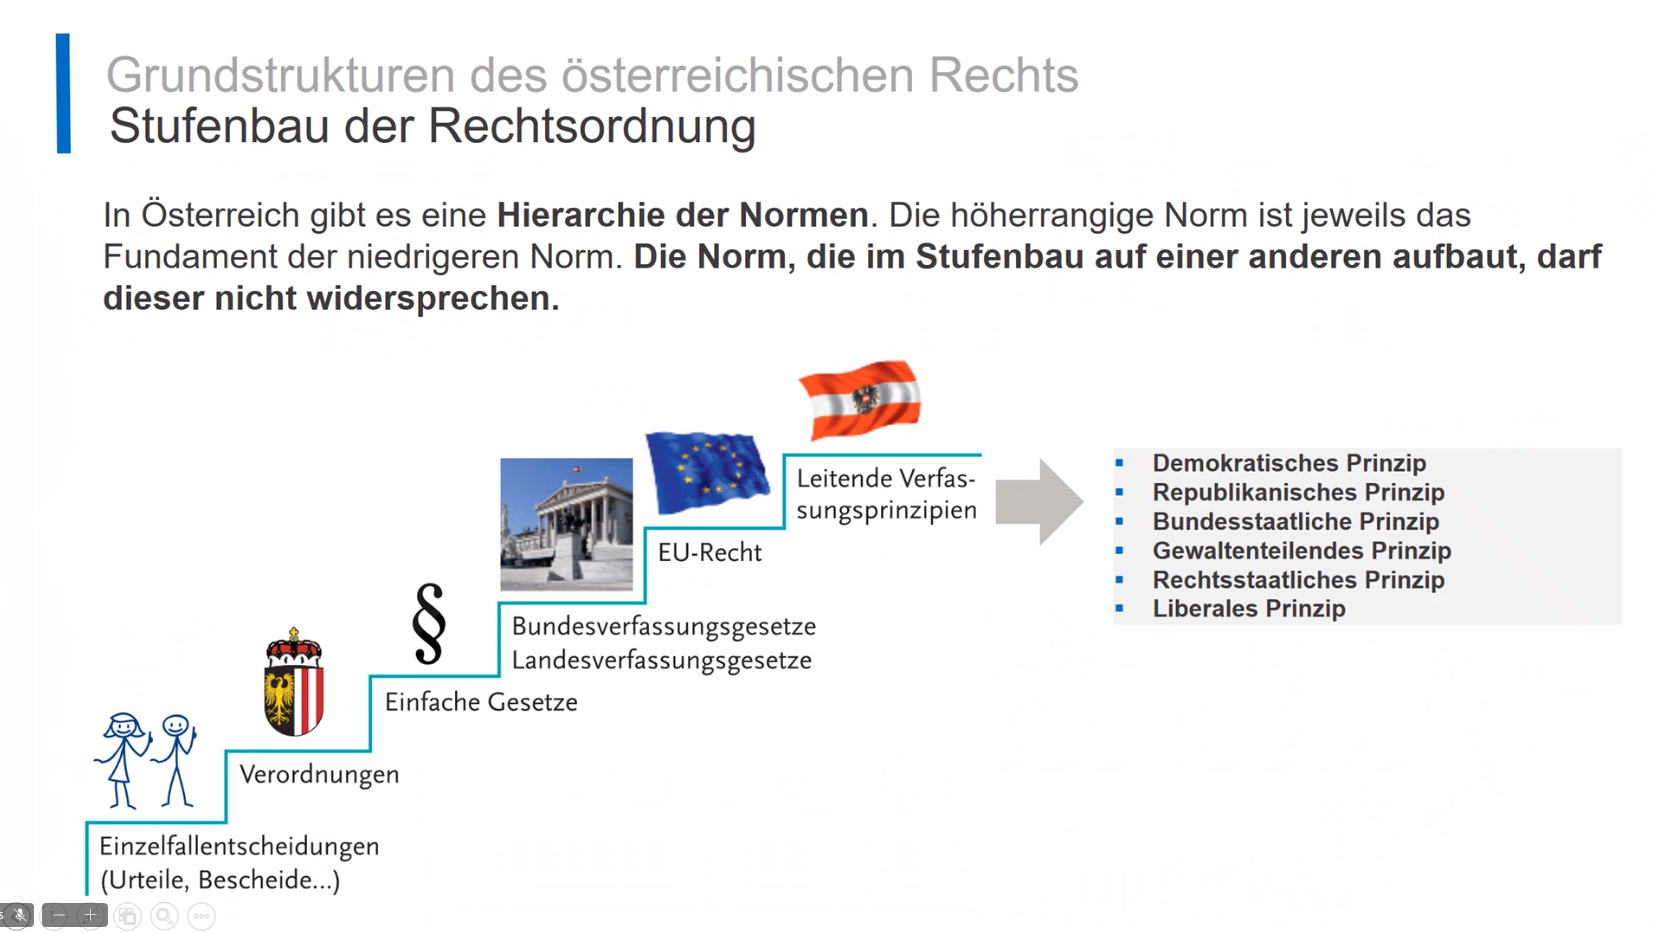 Grundstrukturen des österreichischen Rechts
Stufenbau der Rechtsordnung
In Österreich gibt es eine Hierarchie der Normen. Die höherrangige Norm ist jeweils das
Fundament der niedrigeren Norm. Die Norm, die im Stufenbau auf einer anderen aufbaut, darf
dieser nicht widersprechen.
Leitende Verfas-
sungsprinzipien
EU-Recht
Bundesverfassungsgesetze
Landesverfassungsgesetze
§
Einfache Gesetze
Verordnungen
Einzelfallentscheidungen
(Urteile, Bescheide...)
Demokratisches Prinzip
Republikanisches Prinzip
Bundesstaatliche Prinzip
Gewaltenteilendes Prinzip
Rechtsstaatliches Prinzip
Liberales Prinzip